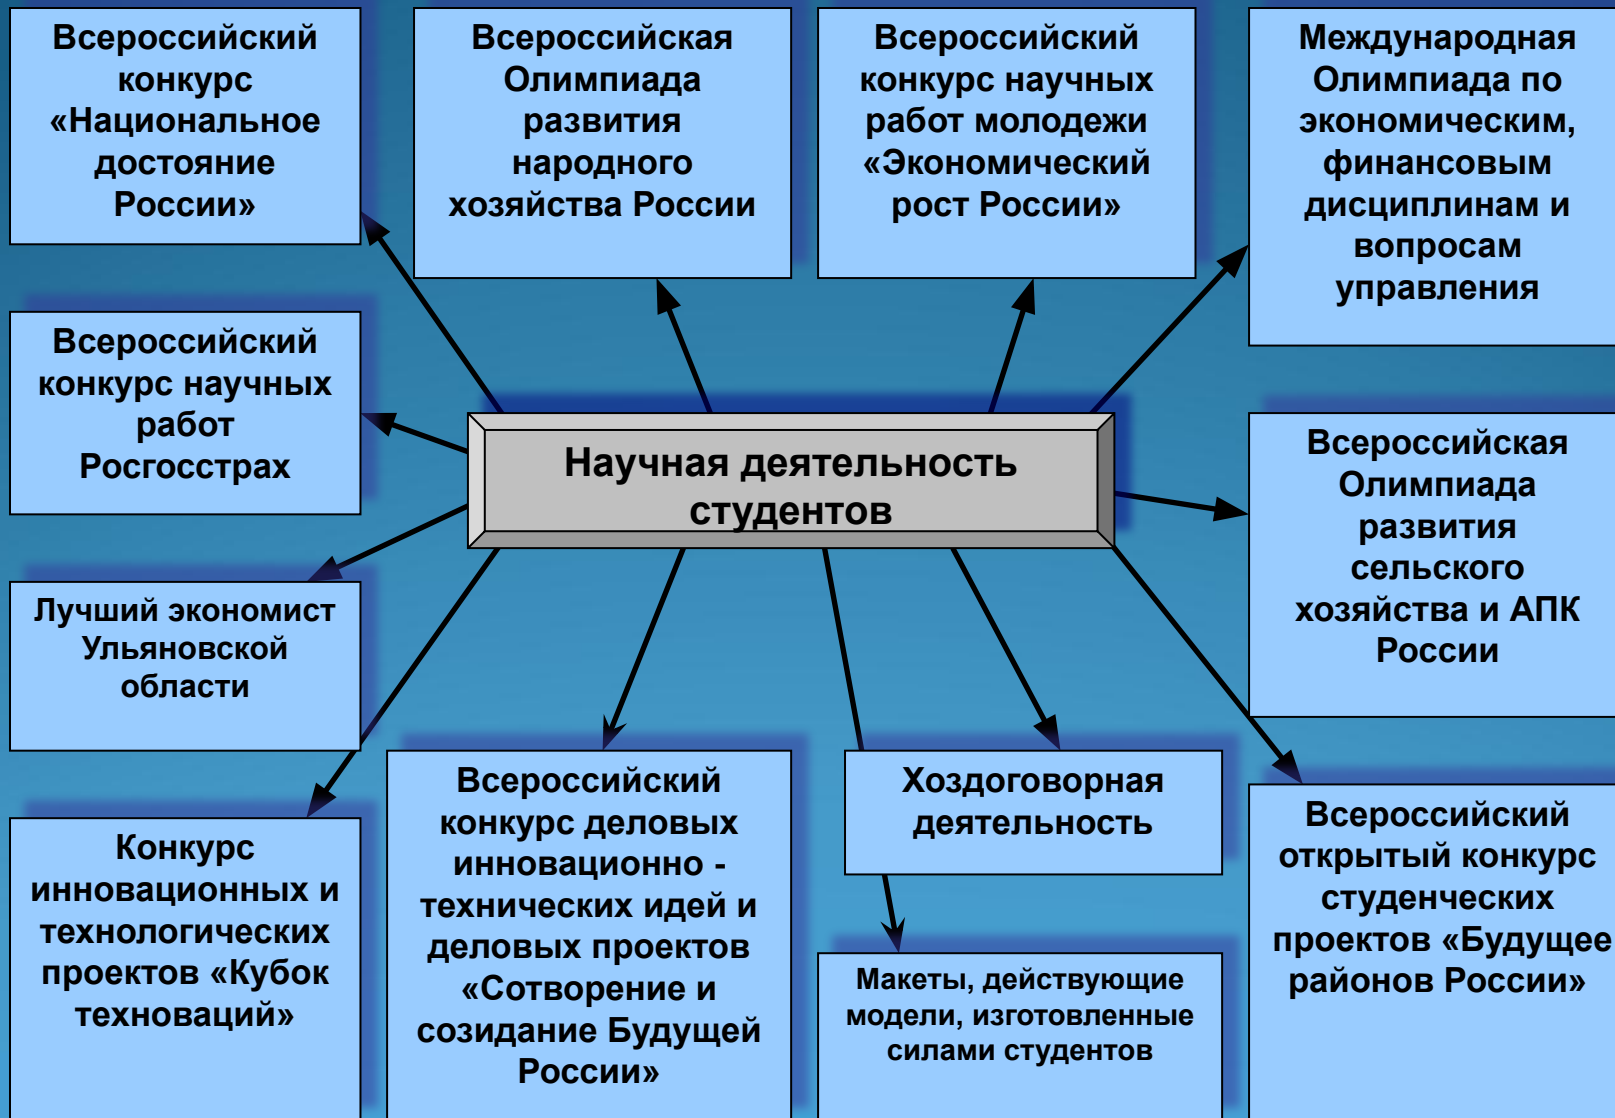 Всероссийский
конкурс
«Национальное
достояние
России»
Всероссийская
Олимпиада
развития
народного
хозяйства России
Всероссийский
конкурс научных
работ молодежи
«Экономический
рост России»
Международная
Олимпиада по
экономическим,
финансовым
дисциплинам и
вопросам
управления
Всероссийский
конкурс научных
работ
Росгосстрах
Научная деятельность
студентов
Всероссийская
Олимпиада
развития
сельского
хозяйства и АПК
России
Лучший экономист
Ульяновской
области
Конкурс
инновационных и
технологических
проектов «Кубок
техноваций»
Всероссийский
конкурс деловых
инновационно -
технических идей и
деловых проектов
«Сотворение и
созидание Будущей
России»
Хоздоговорная
деятельность
Макеты, действующие
модели, изготовленные
силами студентов
Всероссийский
открытый конкурс
студенческих
проектов «Будущее
районов России»